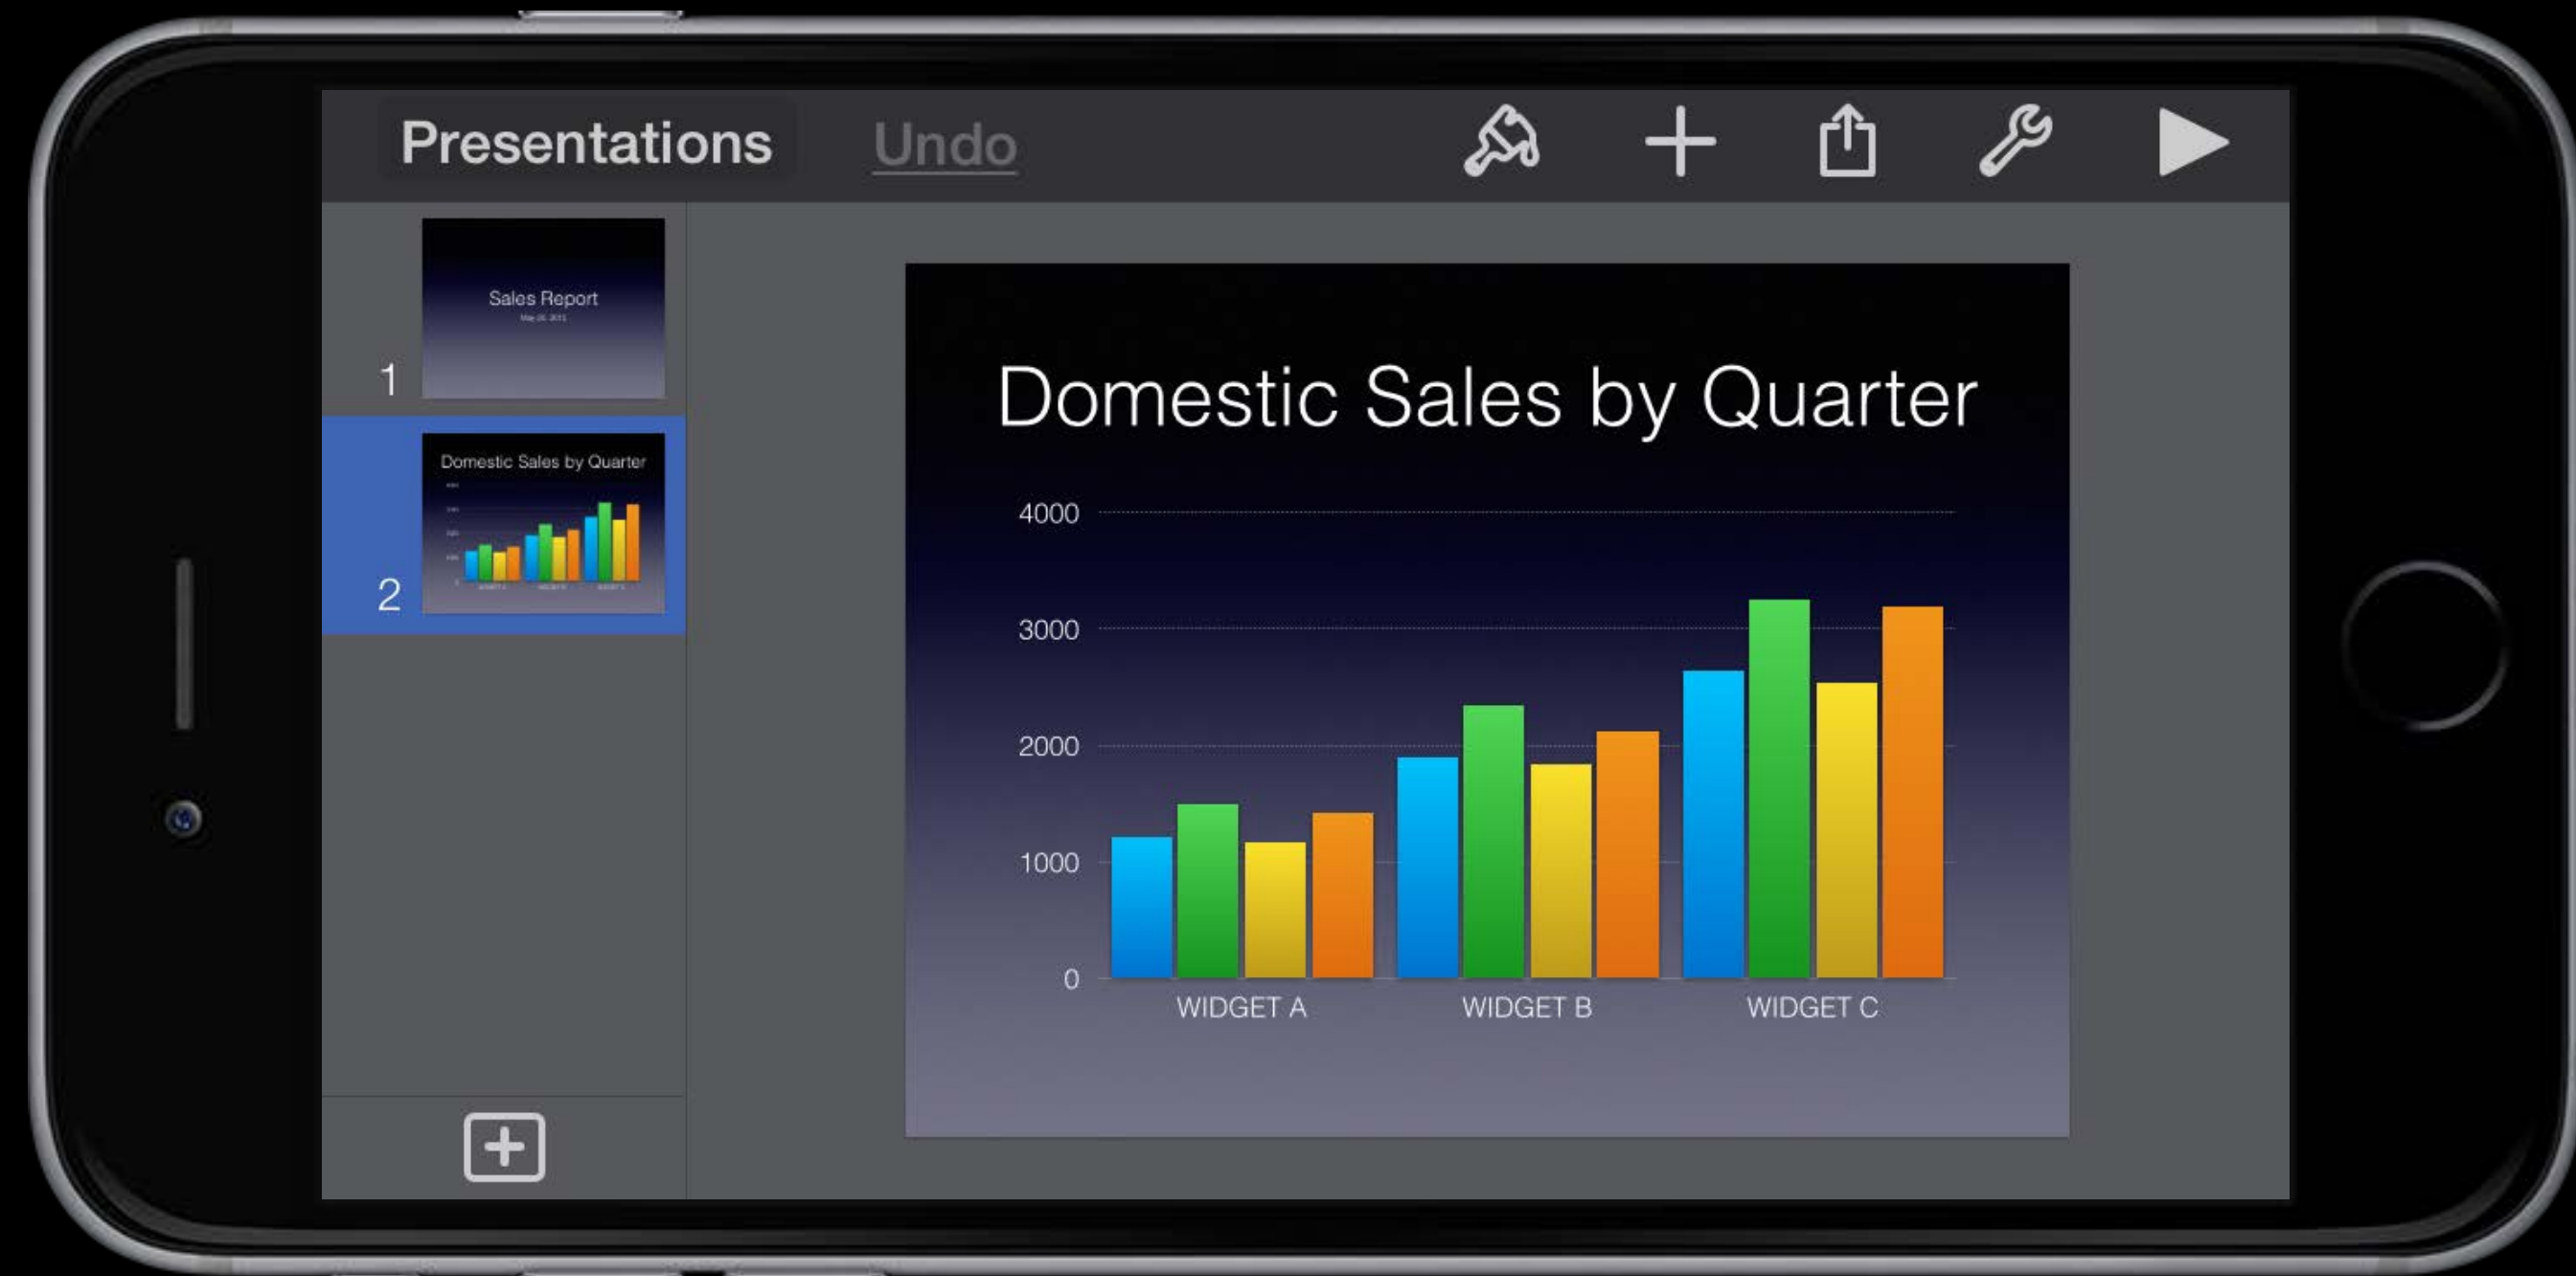 Presentations
Undo
Sales Report
1
Domestic Sales by Quarter
2
Domestic Sales by Quarter
4000
3000
2000
1000
0
WIDGET A
WIDGET B
WIDGET C